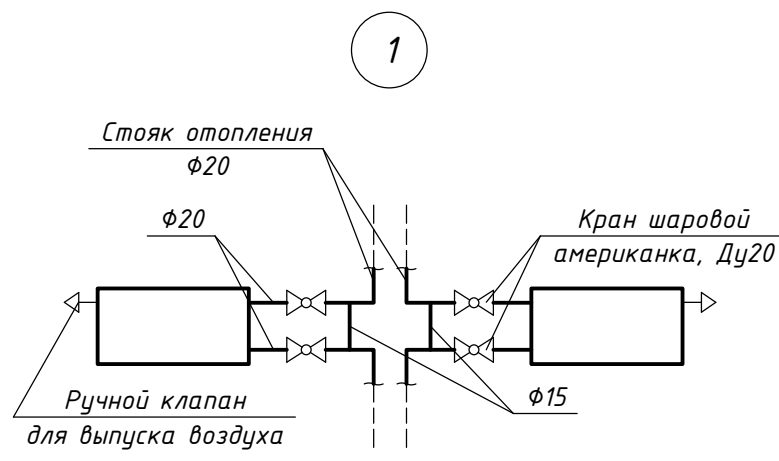 1
Стояк отопления
Ф20
Ф20
Кран шаровой
американка, Ду20
Ручной клапан
для выпуска воздуха
Ф15